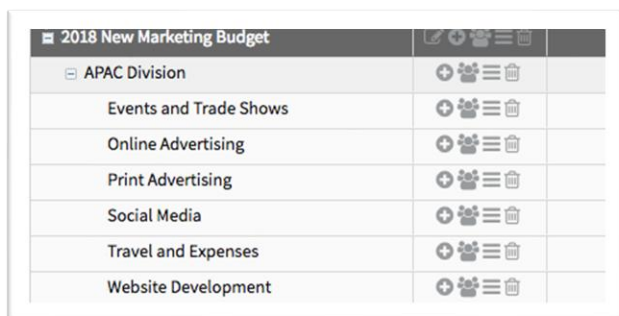 2018 New Marketing Budget
APAC Division
Events and Trade Shows
Online Advertising
Print Advertising
Social Media
Travel and Expenses
Website Development